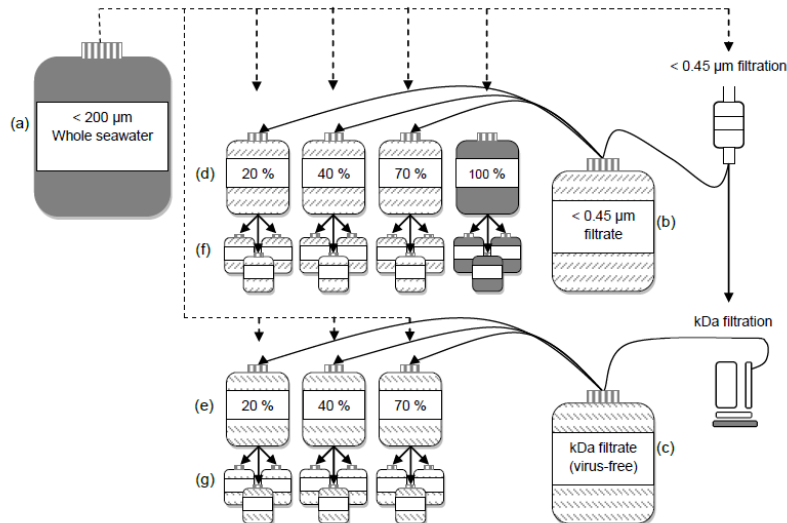 (a)
< 200 µm
Whole seawater
< 0.45 µm filtration
(d)
20 %
40 %
70 %
100 %
(f)
< 0.45 µm
filtrate
(b)
kDa filtration
(e)
20 %
40 %
70 %
(g)
kDa filtrate
(virus-free)
(c)